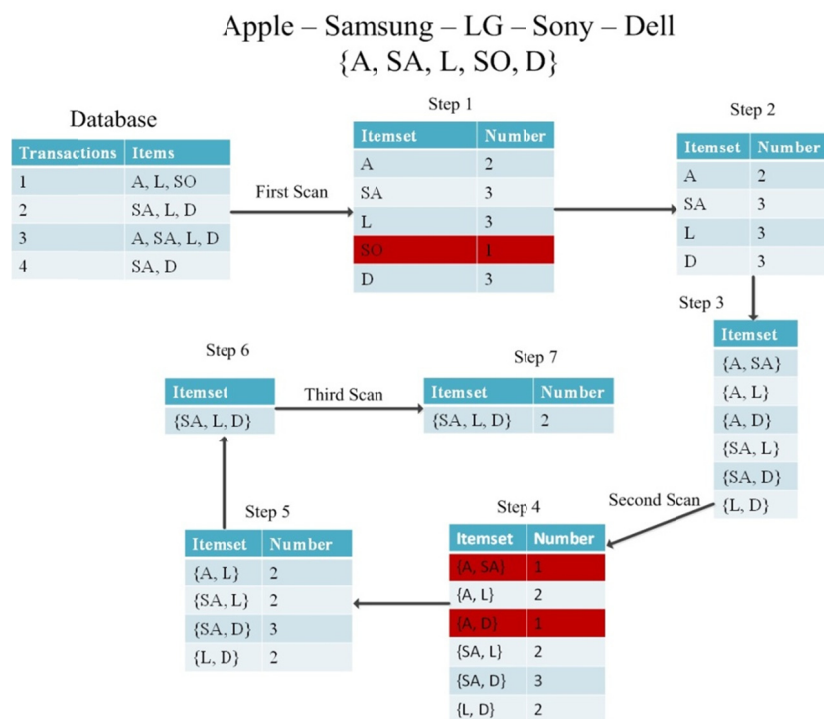 Apple – Samsung – LG – Sony – Dell
{A, SA, L, SO, D}
Database
Transactions Items
1 A, L, SO
2 SA, L, D
3 A, SA, L, D
4 SA, D
First Scan
Step 1
Itemset Number
A 2
SA 3
L 3
SO 1
D 3
Step 2
Itemset Number
A 2
SA 3
L 3
D 3
Step 3
Itemset
{A, SA}
{A, L}
{A, D}
{SA, L}
{SA, D}
{L, D}
Second Scan
Step 4
Itemset Number
{A, SA} 1
{A, L} 2
{A, D} 1
{SA, L} 2
{SA, D} 3
{L, D} 2
Step 5
Itemset Number
{A, L} 2
{SA, L} 2
{SA, D} 3
{L, D} 2
Step 6
Itemset
{SA, L, D}
Third Scan
Step 7
Itemset Number
{SA, L, D} 2